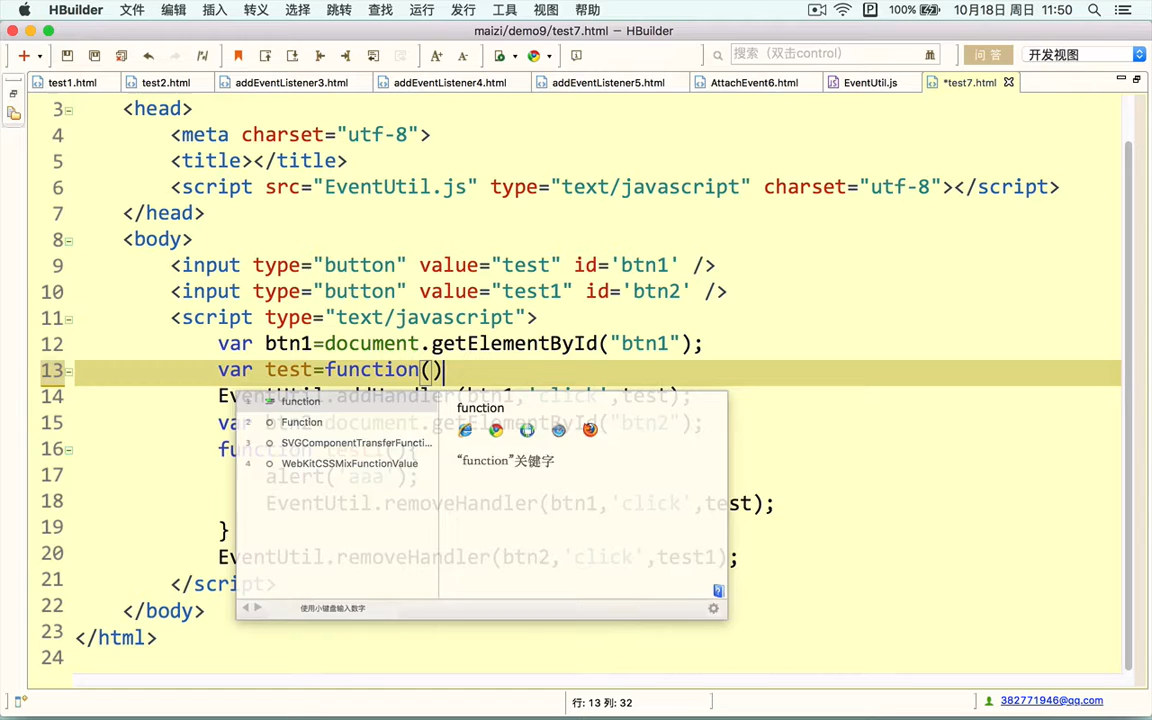 HBuilder 文件 编辑 插入 转义 选择 跳转 查找 运行 发行 工具 视图 帮助 P 100% 10月18日 周日 11:50
maizi/demo9/test7.html — HBuilder
搜索（双击control） 问 答 开发视图
test1.html test2.html addEventListener3.html addEventListener4.html addEventListener5.html AttachEvent6.html EventUtil.js *test7.html
3 <head>
4 <meta charset="utf-8">
5 <title></title>
6 <script src="EventUtil.js" type="text/javascript" charset="utf-8"></script>
7 </head>
8 <body>
9 <input type="button" value="test" id='btn1' />
10 <input type="button" value="test1" id='btn2' />
11 <script type="text/javascript">
12 var btn1=document.getElementById("btn1");
13 var test=function()
14 EventUtil.addHandler(btn1,'click',test);
15 var btn2=document.getElementById("btn2");
16 function test1(){
17 alert('aaa');
18 EventUtil.removeHandler(btn1,'click',test);
19 }
20 EventUtil.removeHandler(btn2,'click',test1);
21 </script>
22 </body>
23 </html>
24
1 function
2 Function
3 SVGComponentTransferFuncti...
4 WebKitCSSMixFunctionValue
function
“function”关键字
使用小键盘输入数字
行: 13 列: 32
382771946@qq.com